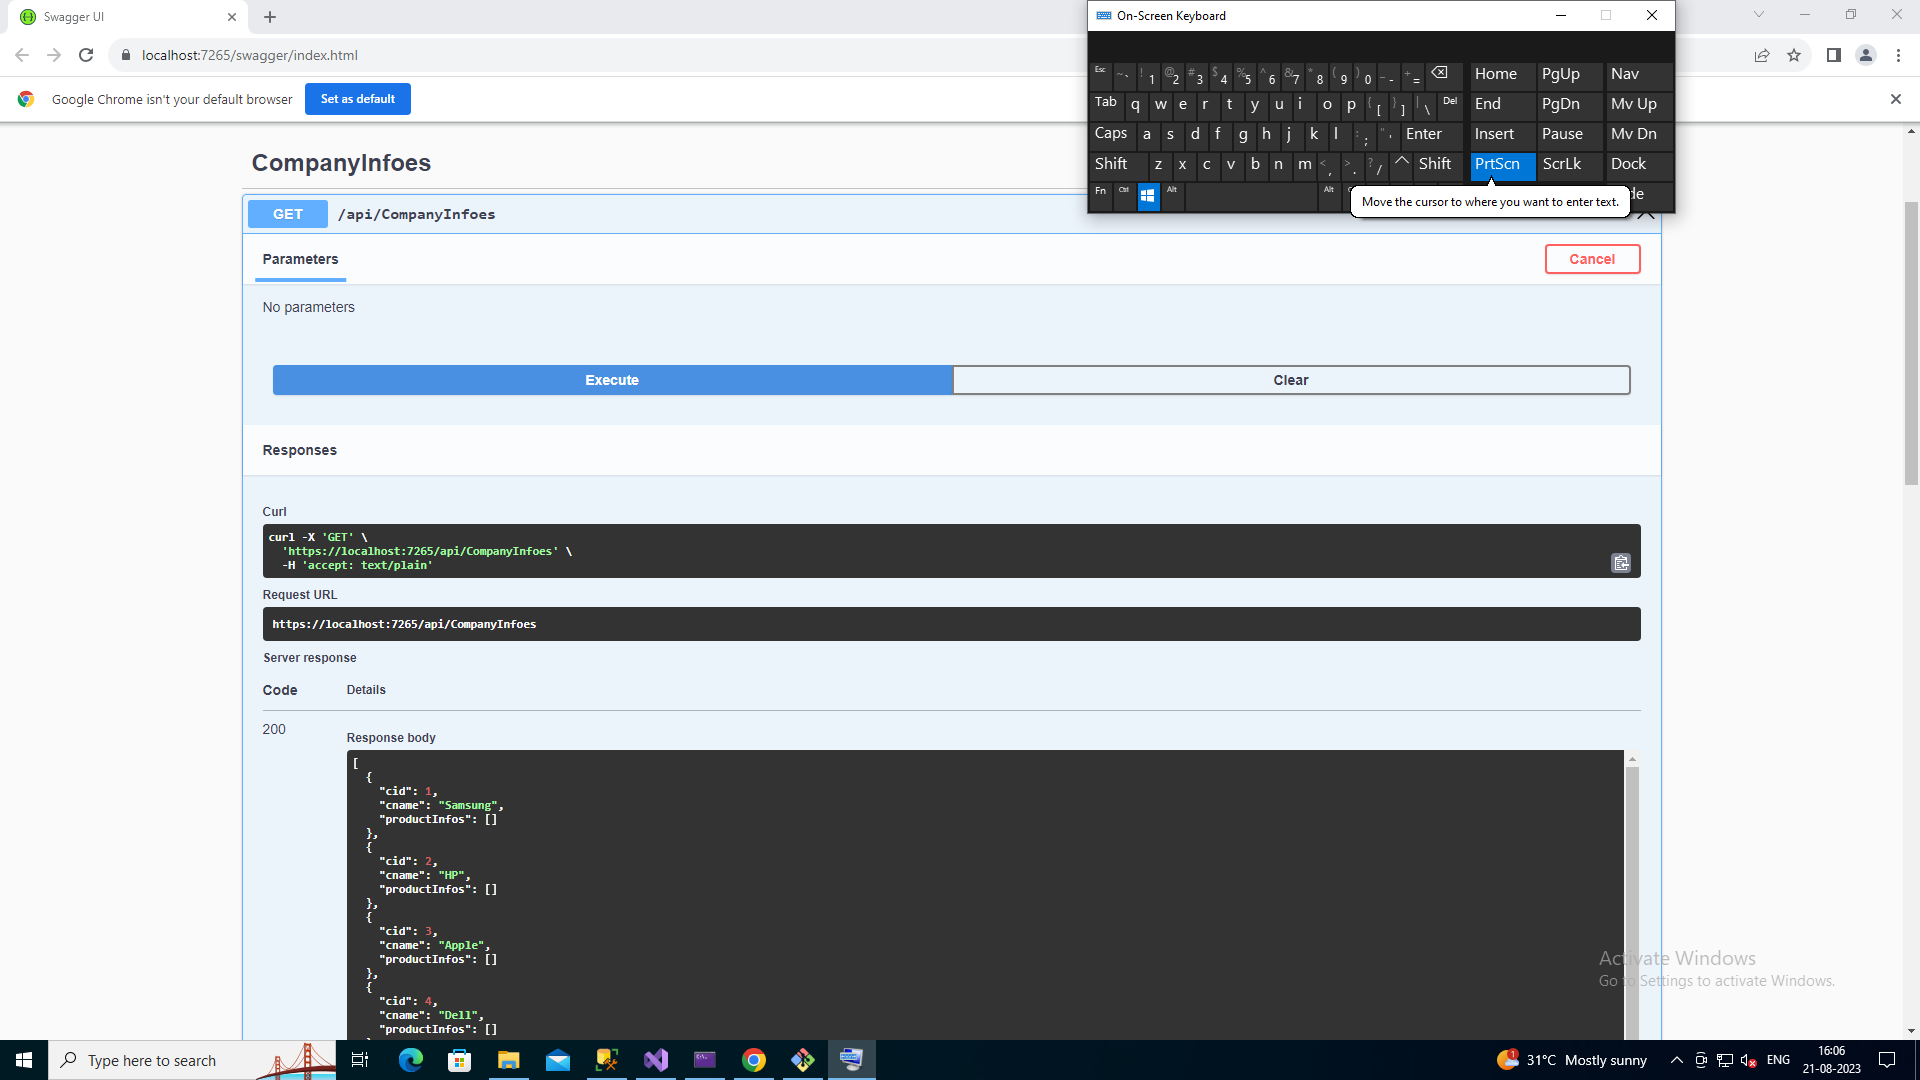 Swagger UI
On-Screen Keyboard
localhost:7265/swagger/index.html
Google Chrome isn't your default browser
Set as default
Esc ~ ` ! 1 @ 2 # 3 $ 4 % 5 ^ 6 & 7 * 8 ( 9 ) 0 _ - + = Home PgUp Nav
Tab q w e r t y u i o p { [ } ] | \ Del End PgDn Mv Up
Caps a s d f g h j k l : ; " ' Enter Insert Pause Mv Dn
Shift z x c v b n m < , > . ? / Shift PrtScn ScrLk Dock
Fn Ctrl Alt Alt
Move the cursor to where you want to enter text.
CompanyInfoes
GET /api/CompanyInfoes
Parameters
Cancel
No parameters
Execute
Clear
Responses
Curl
curl -X 'GET' \
'https://localhost:7265/api/CompanyInfoes' \
-H 'accept: text/plain'
Request URL
https://localhost:7265/api/CompanyInfoes
Server response
Code Details
200
Response body
[
{
"cid": 1,
"cname": "Samsung",
"productInfos": []
},
{
"cid": 2,
"cname": "HP",
"productInfos": []
},
{
"cid": 3,
"cname": "Apple",
"productInfos": []
},
{
"cid": 4,
"cname": "Dell",
"productInfos": []
Activate Windows
Go to Settings to activate Windows.
Type here to search
1
31°C Mostly sunny
ENG
16:06
21-08-2023